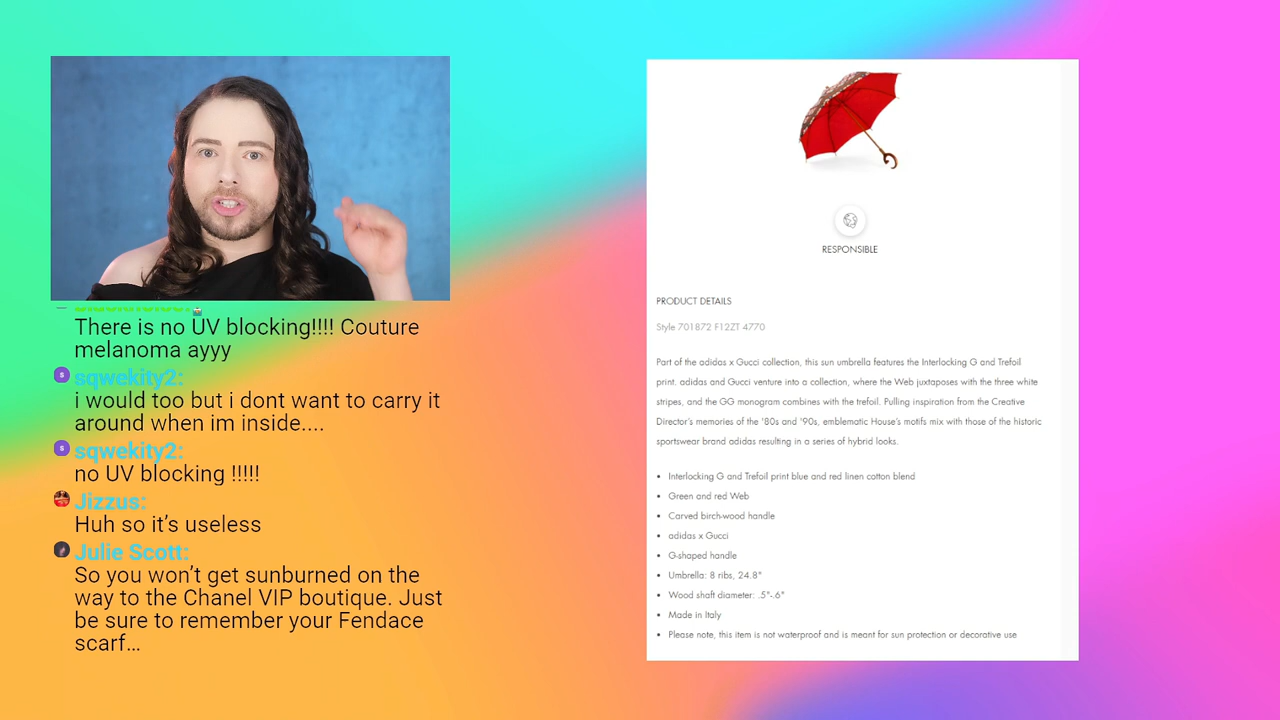 There is no UV blocking!!!! Couture
melanoma ayyy
sqwekity2:
i would too but i dont want to carry it
around when im inside....
sqwekity2:
no UV blocking !!!!!
Jizzus:
Huh so it’s useless
Julie Scott:
So you won’t get sunburned on the
way to the Chanel VIP boutique. Just
be sure to remember your Fendace
scarf…
RESPONSIBLE
PRODUCT DETAILS
Style 701872 F12ZT 4770
Part of the adidas x Gucci collection, this sun umbrella features the Interlocking G and Trefoil
print. adidas and Gucci venture into a collection, where the Web juxtaposes with the three white
stripes, and the GG monogram combines with the trefoil. Pulling inspiration from the Creative
Director's memories of the '80s and '90s, emblematic House's motifs mix with those of the historic
sportswear brand adidas resulting in a series of hybrid looks.
• Interlocking G and Trefoil print blue and red linen cotton blend
• Green and red Web
• Carved birch-wood handle
• adidas x Gucci
• G-shaped handle
• Umbrella: 8 ribs, 24.8"
• Wood shaft diameter: .5"-.6"
• Made in Italy
• Please note, this item is not waterproof and is meant for sun protection or decorative use